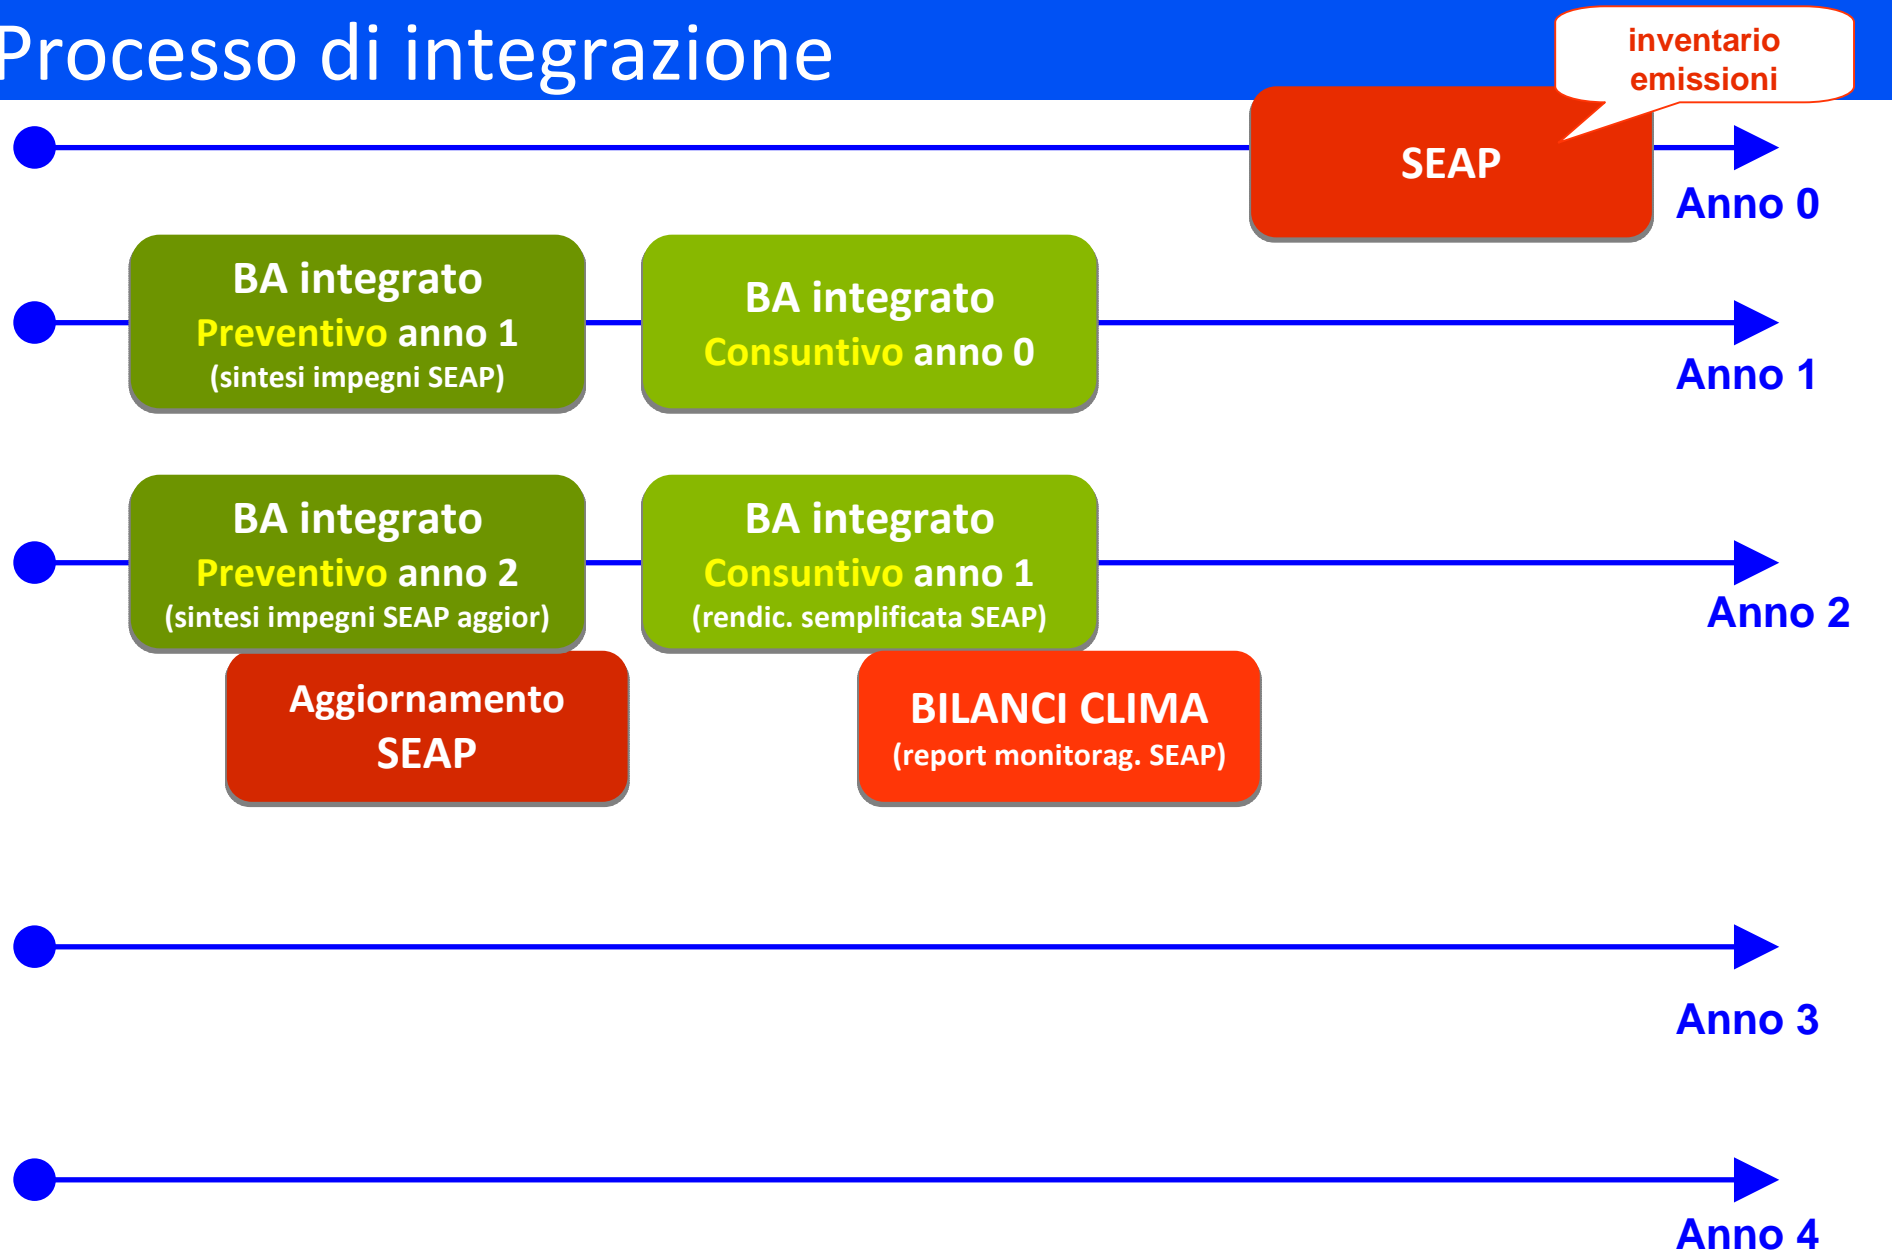 Processo di integrazione
inventario
emissioni
SEAP
Anno 0
BA integrato
Preventivo anno 1
(sintesi impegni SEAP)
BA integrato
Consuntivo anno 0
Anno 1
BA integrato
Preventivo anno 2
(sintesi impegni SEAP aggior)
BA integrato
Consuntivo anno 1
(rendic. semplificata SEAP)
Anno 2
Aggiornamento
SEAP
BILANCI CLIMA
(report monitorag. SEAP)
Anno 3
Anno 4